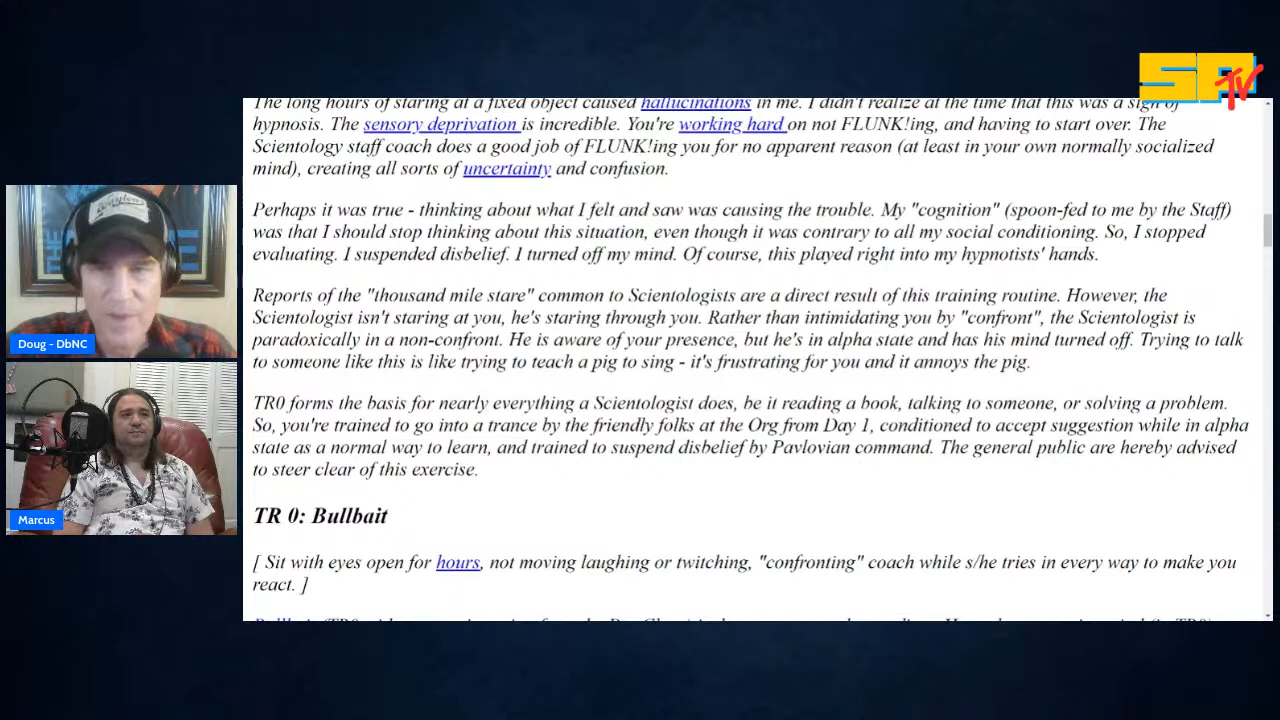 SP TV
The long hours of staring at a fixed object caused hallucinations in me. I didn't realize at the time that this was a sign of
hypnosis. The sensory deprivation is incredible. You're working hard on not FLUNK!ing, and having to start over. The
Scientology staff coach does a good job of FLUNK!ing you for no apparent reason (at least in your own normally socialized
mind), creating all sorts of uncertainty and confusion.
Perhaps it was true - thinking about what I felt and saw was causing the trouble. My "cognition" (spoon-fed to me by the Staff)
was that I should stop thinking about this situation, even though it was contrary to all my social conditioning. So, I stopped
evaluating. I suspended disbelief. I turned off my mind. Of course, this played right into my hypnotists' hands.
Reports of the "thousand mile stare" common to Scientologists are a direct result of this training routine. However, the
Scientologist isn't staring at you, he's staring through you. Rather than intimidating you by "confront", the Scientologist is
paradoxically in a non-confront. He is aware of your presence, but he's in alpha state and has his mind turned off. Trying to talk
to someone like this is like trying to teach a pig to sing - it's frustrating for you and it annoys the pig.
TR0 forms the basis for nearly everything a Scientologist does, be it reading a book, talking to someone, or solving a problem.
So, you're trained to go into a trance by the friendly folks at the Org from Day 1, conditioned to accept suggestion while in alpha
state as a normal way to learn, and trained to suspend disbelief by Pavlovian command. The general public are hereby advised
to steer clear of this exercise.
TR 0: Bullbait
[ Sit with eyes open for hours, not moving laughing or twitching, "confronting" coach while s/he tries in every way to make you
react. ]
Doug - DbNC
Marcus